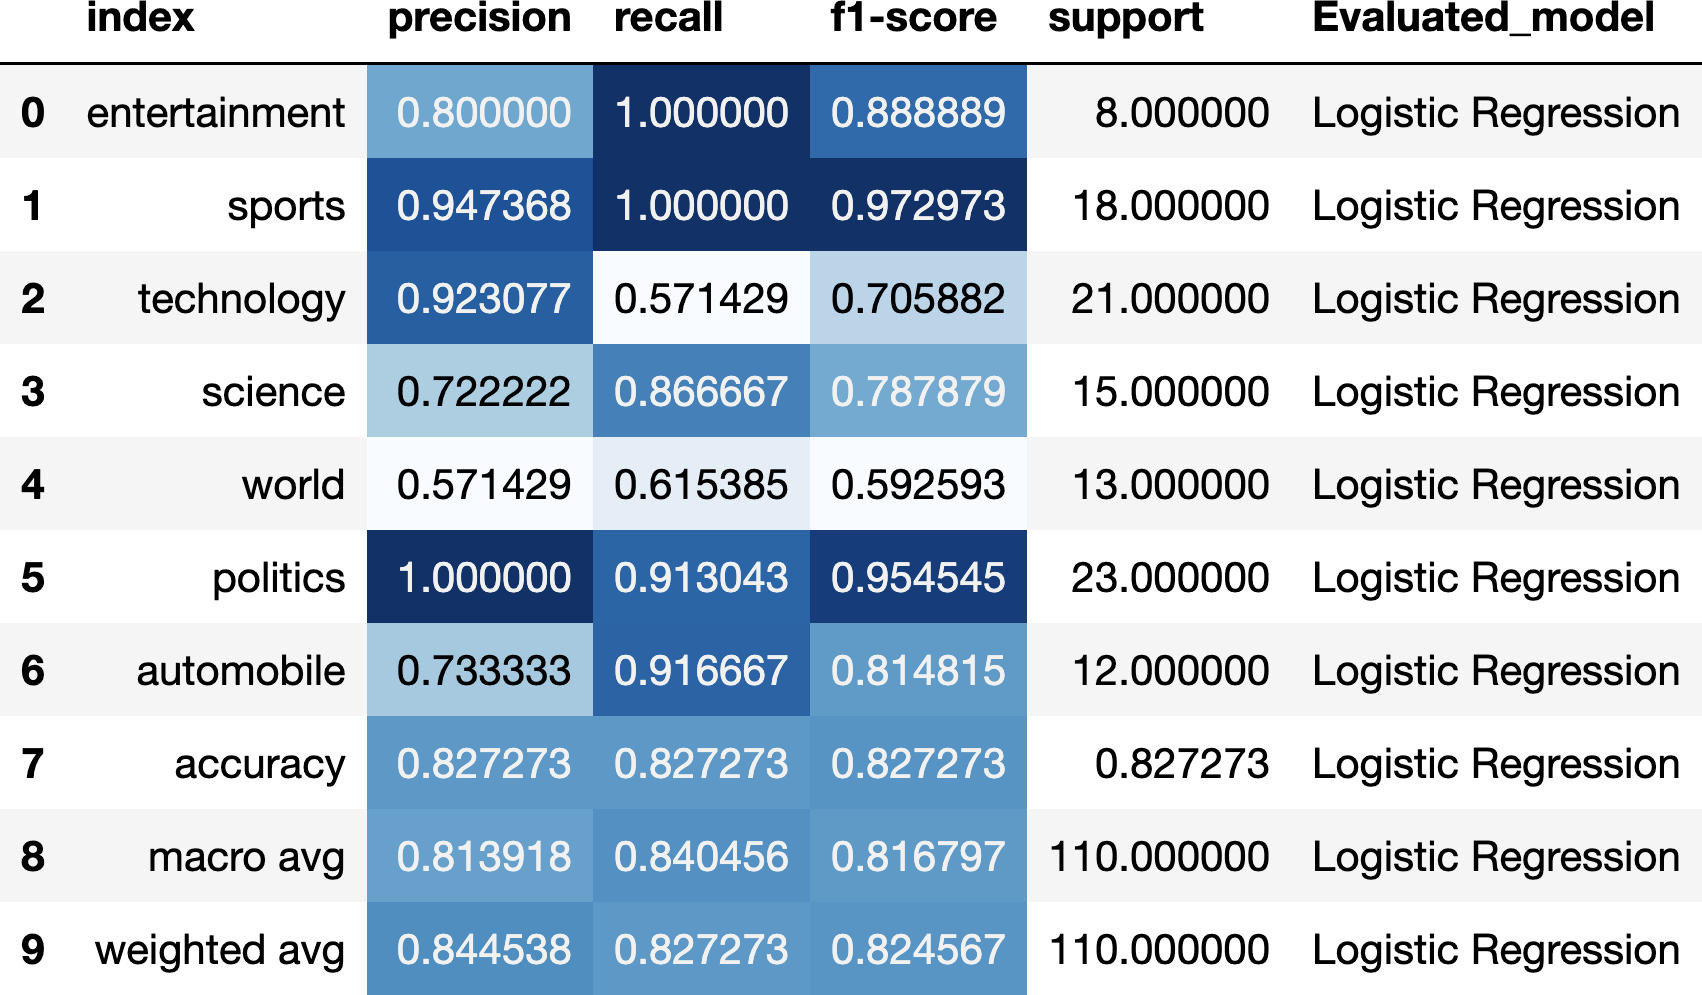 index precision recall f1-score support Evaluated_model
0 entertainment 0.800000 1.000000 0.888889 8.000000 Logistic Regression
1 sports 0.947368 1.000000 0.972973 18.000000 Logistic Regression
2 technology 0.923077 0.571429 0.705882 21.000000 Logistic Regression
3 science 0.722222 0.866667 0.787879 15.000000 Logistic Regression
4 world 0.571429 0.615385 0.592593 13.000000 Logistic Regression
5 politics 1.000000 0.913043 0.954545 23.000000 Logistic Regression
6 automobile 0.733333 0.916667 0.814815 12.000000 Logistic Regression
7 accuracy 0.827273 0.827273 0.827273 0.827273 Logistic Regression
8 macro avg 0.813918 0.840456 0.816797 110.000000 Logistic Regression
9 weighted avg 0.844538 0.827273 0.824567 110.000000 Logistic Regression